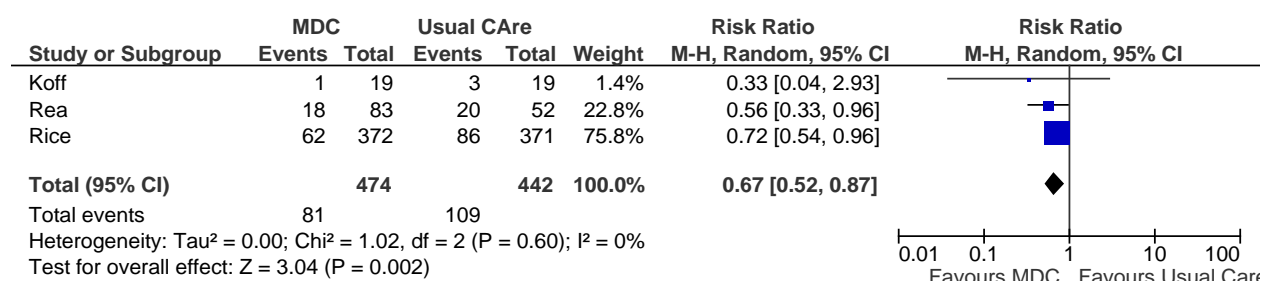 MDC Usual CAre Risk Ratio Risk Ratio
Study or Subgroup Events Total Events Total Weight M-H, Random, 95% CI M-H, Random, 95% CI
Koff 1 19 3 19 1.4% 0.33 [0.04, 2.93]
Rea 18 83 20 52 22.8% 0.56 [0.33, 0.96]
Rice 62 372 86 371 75.8% 0.72 [0.54, 0.96]
Total (95% CI) 474 442 100.0% 0.67 [0.52, 0.87]
Total events 81 109
Heterogeneity: Tau² = 0.00; Chi² = 1.02, df = 2 (P = 0.60); I² = 0%
Test for overall effect: Z = 3.04 (P = 0.002)
0.01 0.1 1 10 100
Favours MDC Favours Usual Care